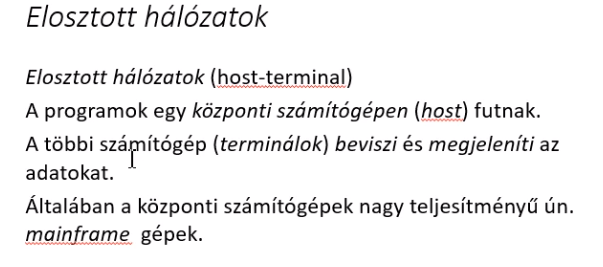 Elosztott hálózatok
Elosztott hálózatok (host-terminal)
A programok egy központi számítógépen (host) futnak.
A többi számítógép (terminálok) beviszi és megjeleníti az
adatokat.
Általában a központi számítógépek nagy teljesítményű ún.
mainframe gépek.